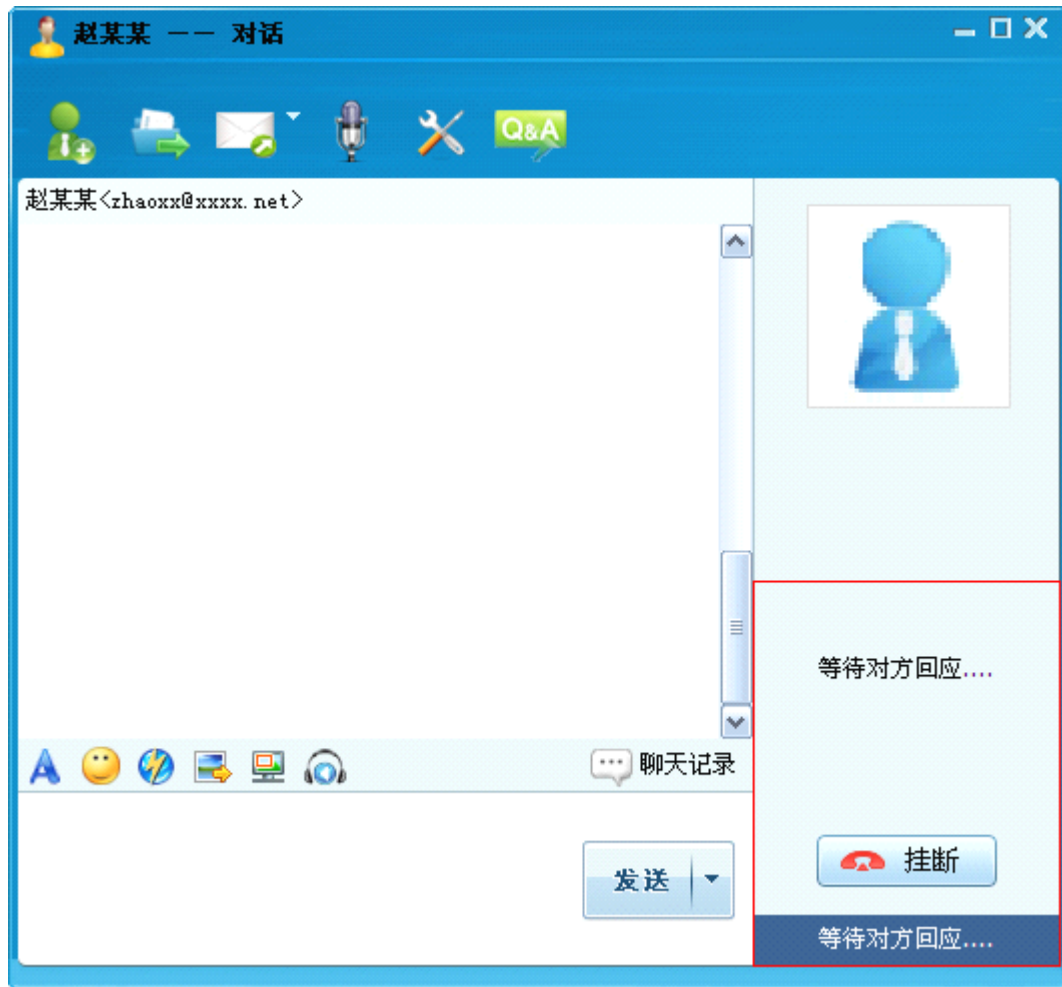 赵某某 —— 对话
Q&A
赵某某<zhaoxx@xxxx.net>
等待对方回应....
聊天记录
挂断
发送
等待对方回应....